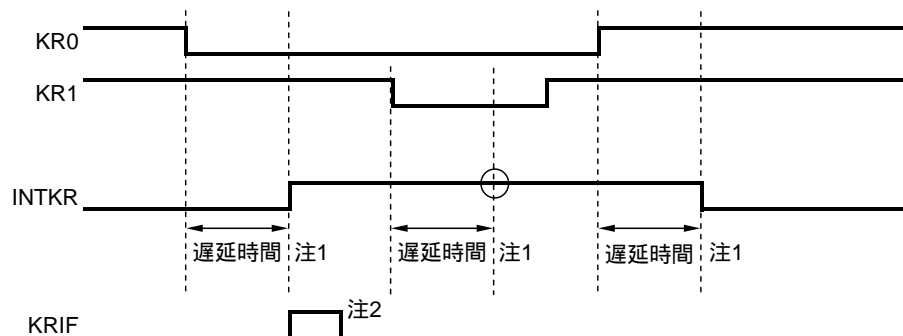 KR0
KR1
INTKR
遅延時間 注1 遅延時間 注1 遅延時間 注1
注2
KRIF